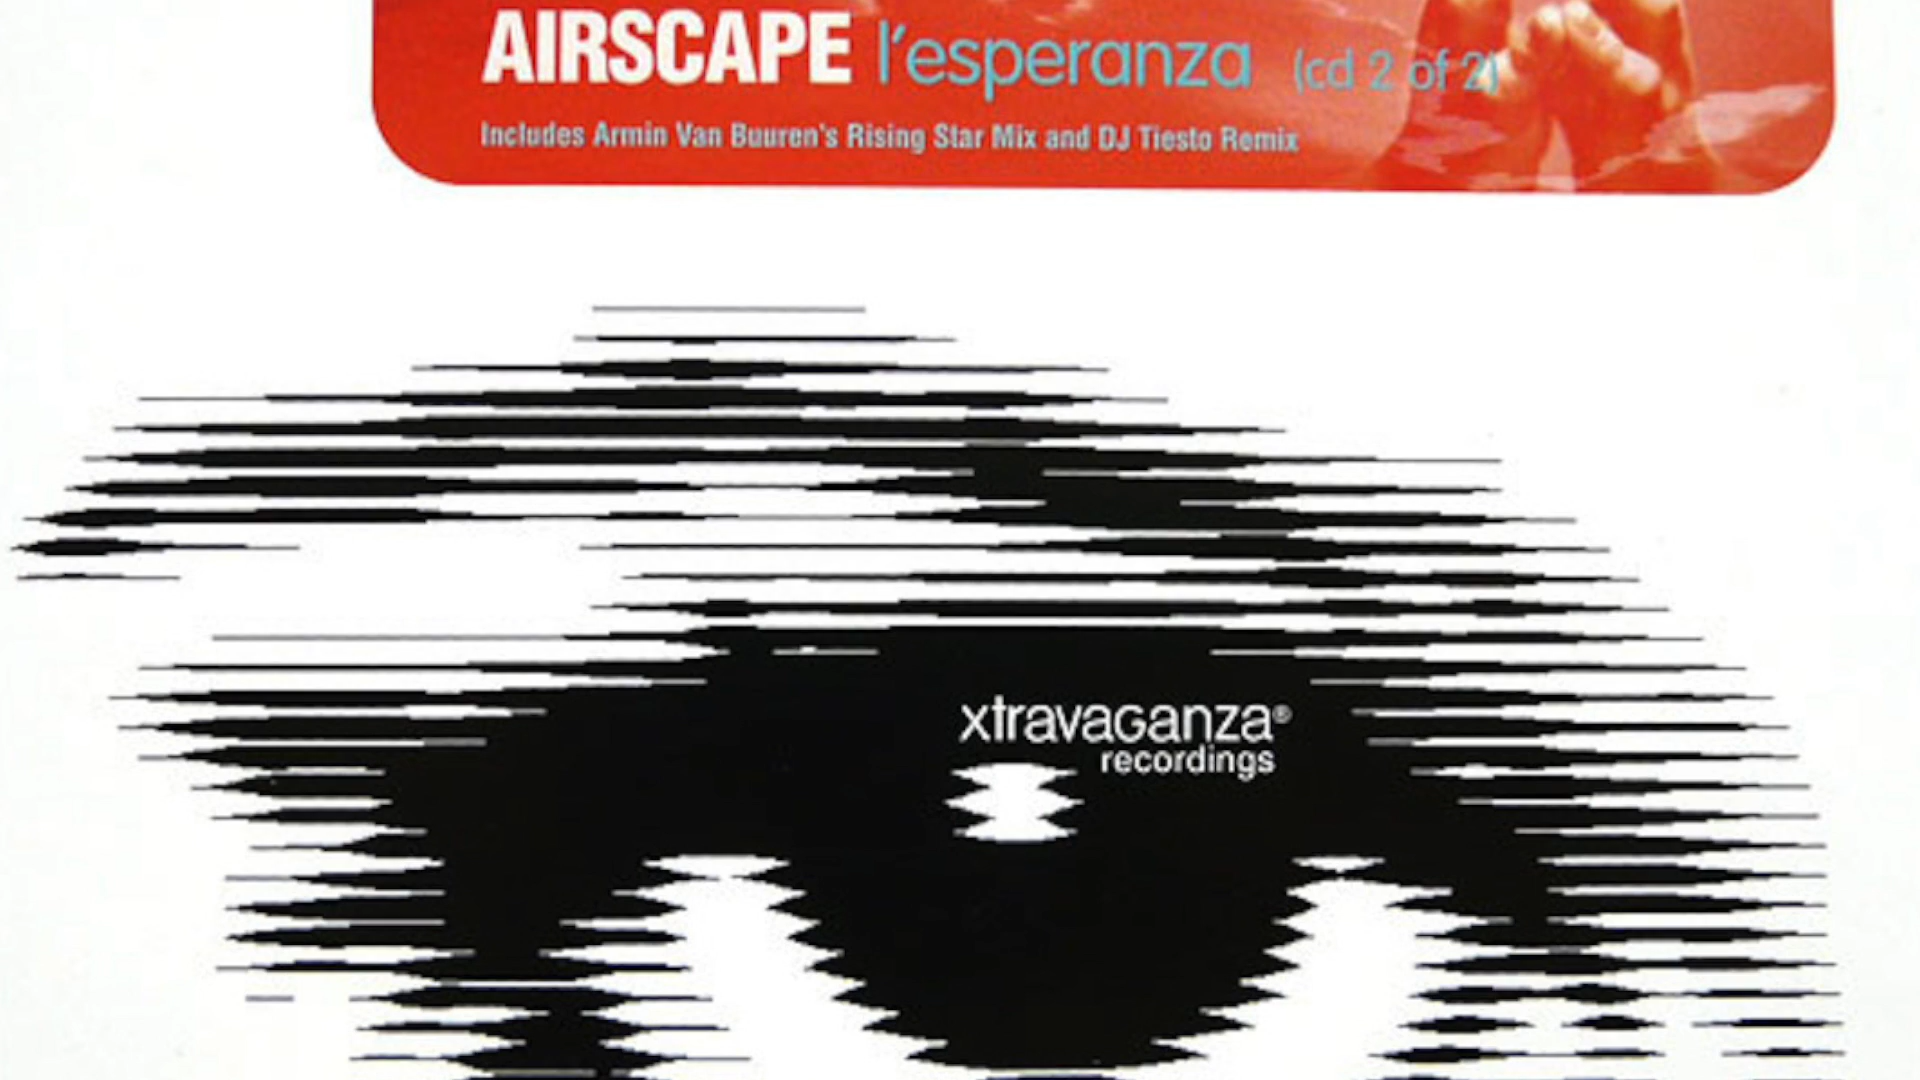 AIRSCAPE l'esperanza (cd 2 of 2)
Includes Armin Van Buuren's Rising Star Mix and DJ Tiesto Remix
xtravaganza®
recordings